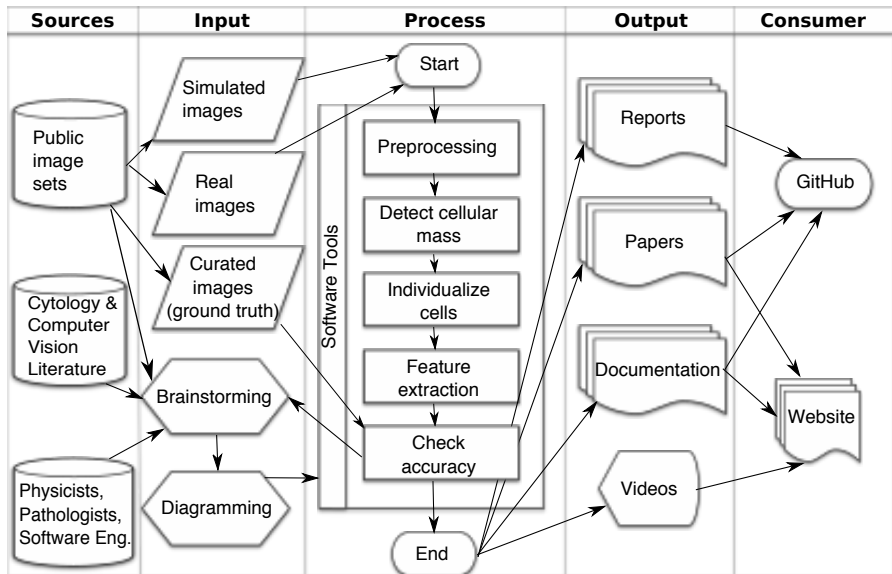 Sources
Input
Process
Output
Consumer
Public
image
sets
Cytology &
Computer
Vision
Literature
Physicists,
Pathologists,
Software Eng.
Simulated
images
Real
images
Curated
images
(ground truth)
Brainstorming
Diagramming
Start
Software Tools
Preprocessing
Detect cellular
mass
Individualize
cells
Feature
extraction
Check
accuracy
End
Reports
Papers
Documentation
Videos
GitHub
Website